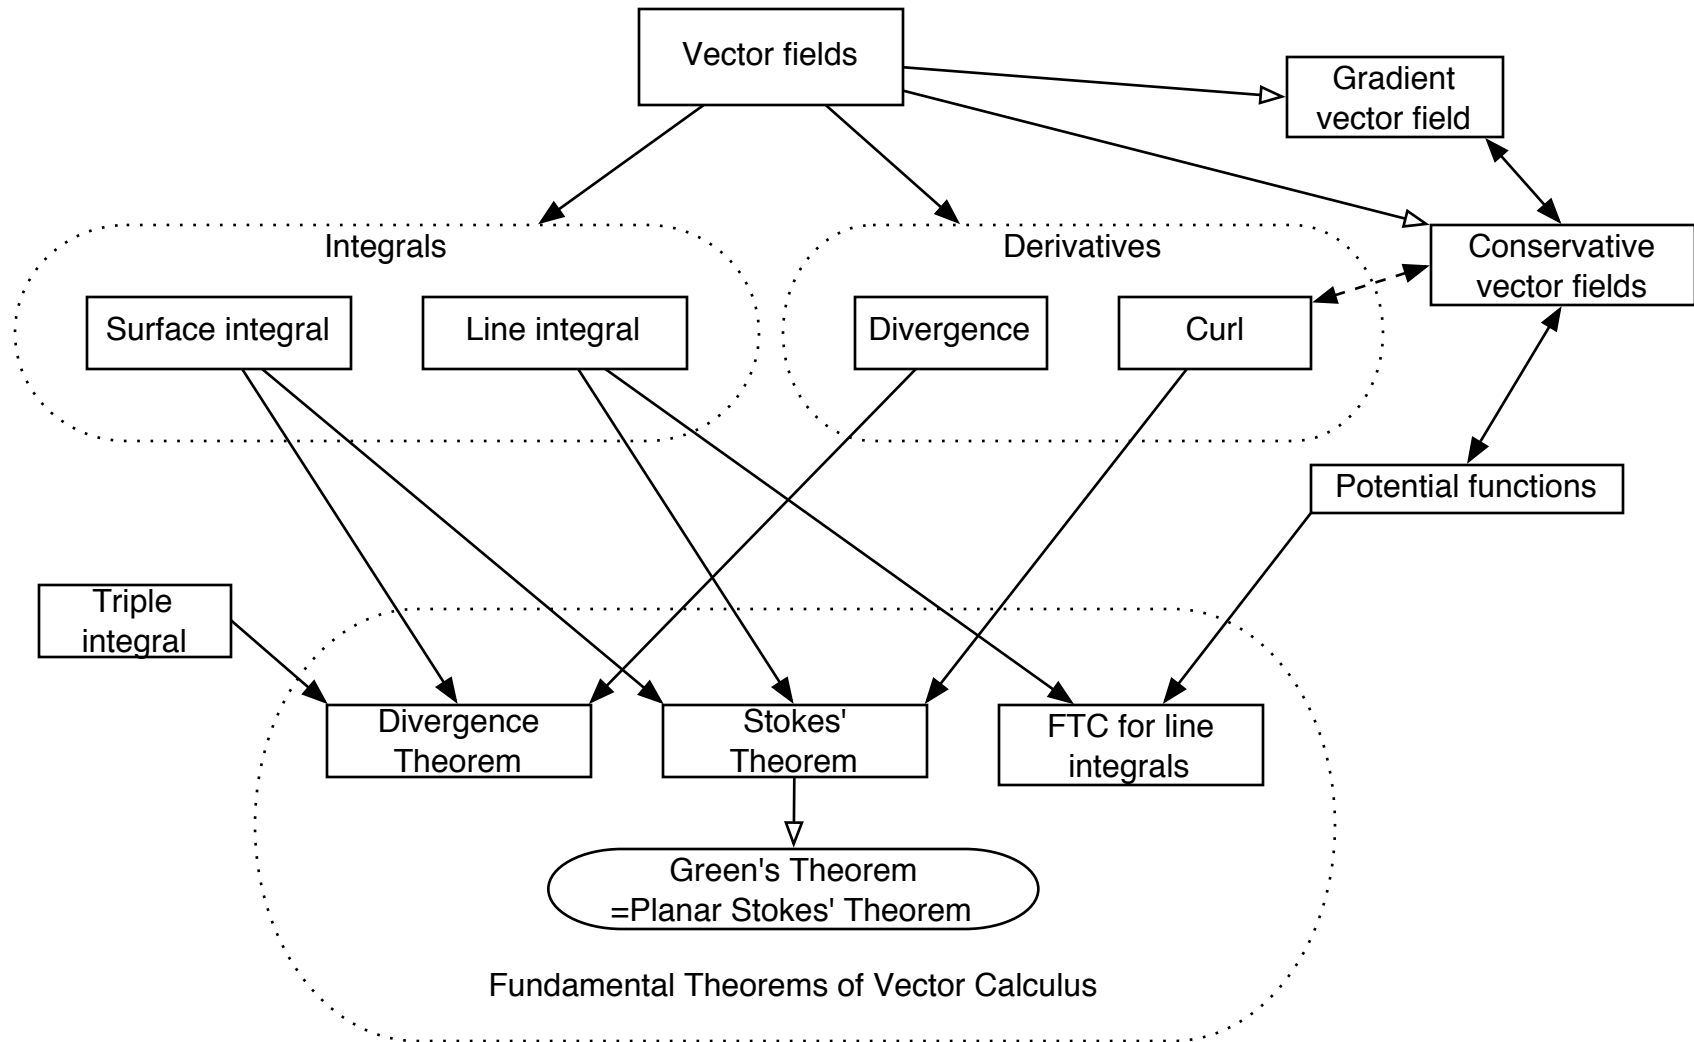 Vector fields
Gradient
vector field
Integrals
Derivatives
Conservative
vector fields
Surface integral
Line integral
Divergence
Curl
Potential functions
Triple
integral
Divergence
Theorem
Stokes'
Theorem
FTC for line
integrals
Green's Theorem
=Planar Stokes' Theorem
Fundamental Theorems of Vector Calculus